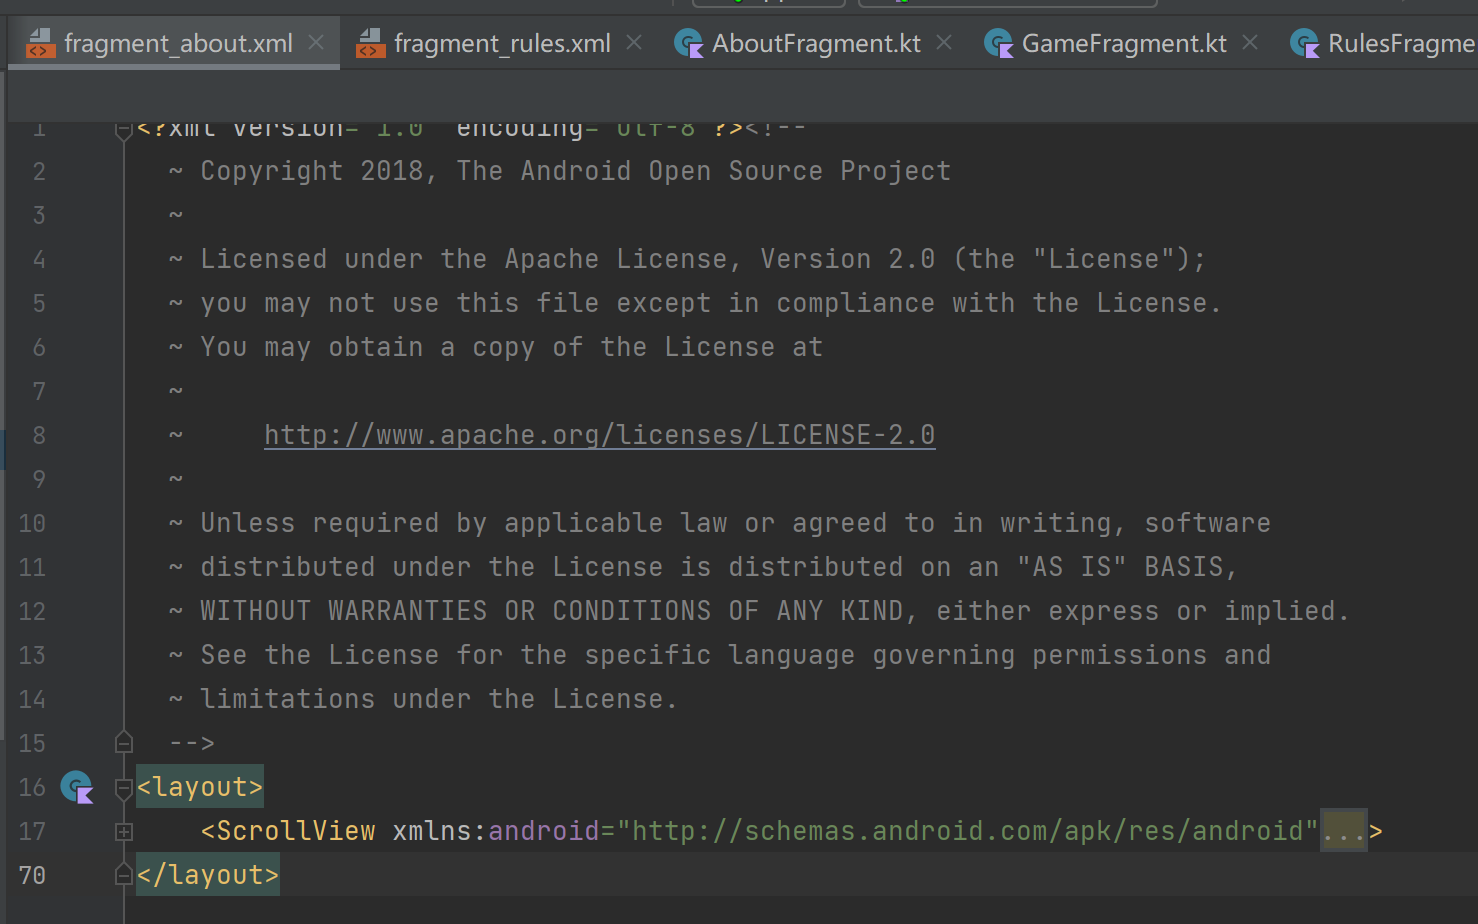 fragment_about.xml fragment_rules.xml AboutFragment.kt GameFragment.kt RulesFragme
1 <?xml version="1.0" encoding="utf-8"?><!--
2 ~ Copyright 2018, The Android Open Source Project
3 ~
4 ~ Licensed under the Apache License, Version 2.0 (the "License");
5 ~ you may not use this file except in compliance with the License.
6 ~ You may obtain a copy of the License at
7 ~
8 ~ http://www.apache.org/licenses/LICENSE-2.0
9 ~
10 ~ Unless required by applicable law or agreed to in writing, software
11 ~ distributed under the License is distributed on an "AS IS" BASIS,
12 ~ WITHOUT WARRANTIES OR CONDITIONS OF ANY KIND, either express or implied.
13 ~ See the License for the specific language governing permissions and
14 ~ limitations under the License.
15 -->
16 <layout>
17 <ScrollView xmlns:android="http://schemas.android.com/apk/res/android"...>
70 </layout>